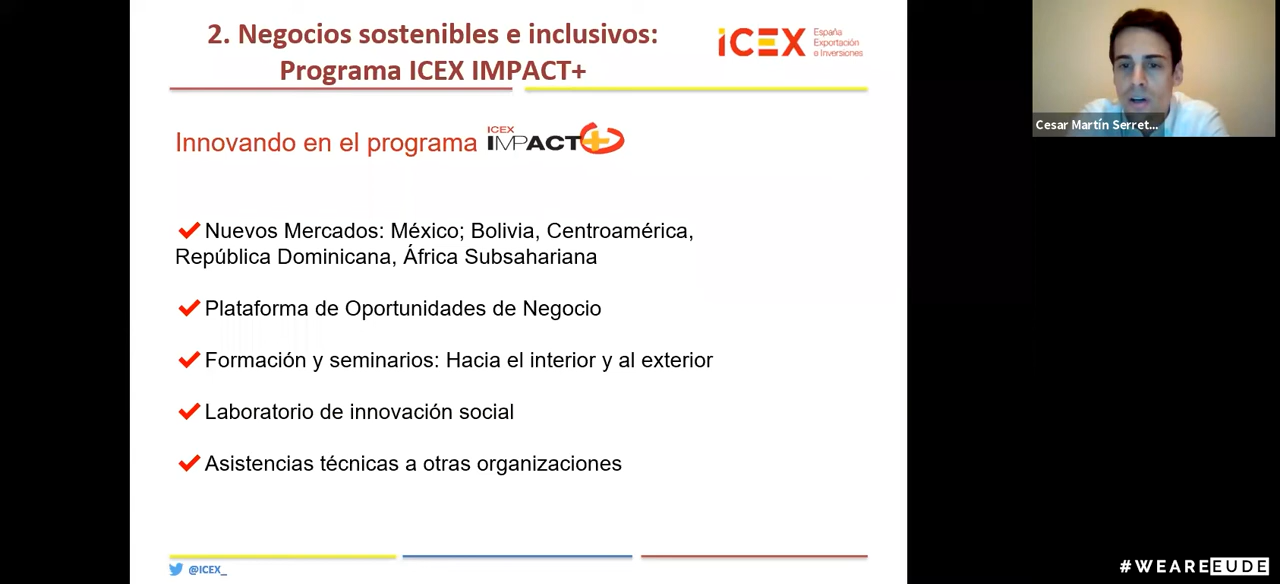 2. Negocios sostenibles e inclusivos:
Programa ICEX IMPACT+
ICEX
España
Exportación
e Inversiones
Cesar Martín Serret...
Innovando en el programa ICEX IMPACT+
Nuevos Mercados: México; Bolivia, Centroamérica,
República Dominicana, África Subsahariana
Plataforma de Oportunidades de Negocio
Formación y seminarios: Hacia el interior y al exterior
Laboratorio de innovación social
Asistencias técnicas a otras organizaciones
@ICEX_
#WEAREEUDE